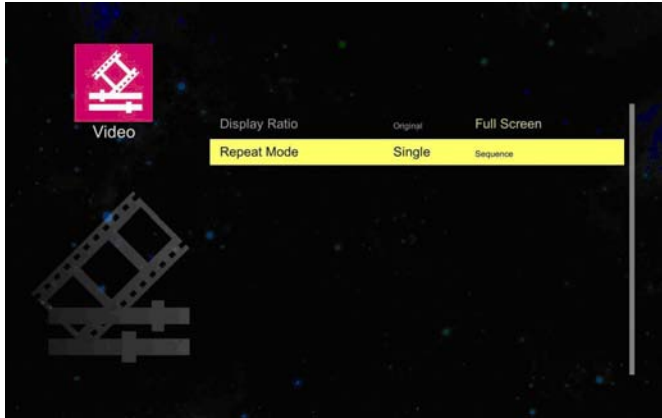 Video
Display Ratio Original Full Screen
Repeat Mode Single Sequence